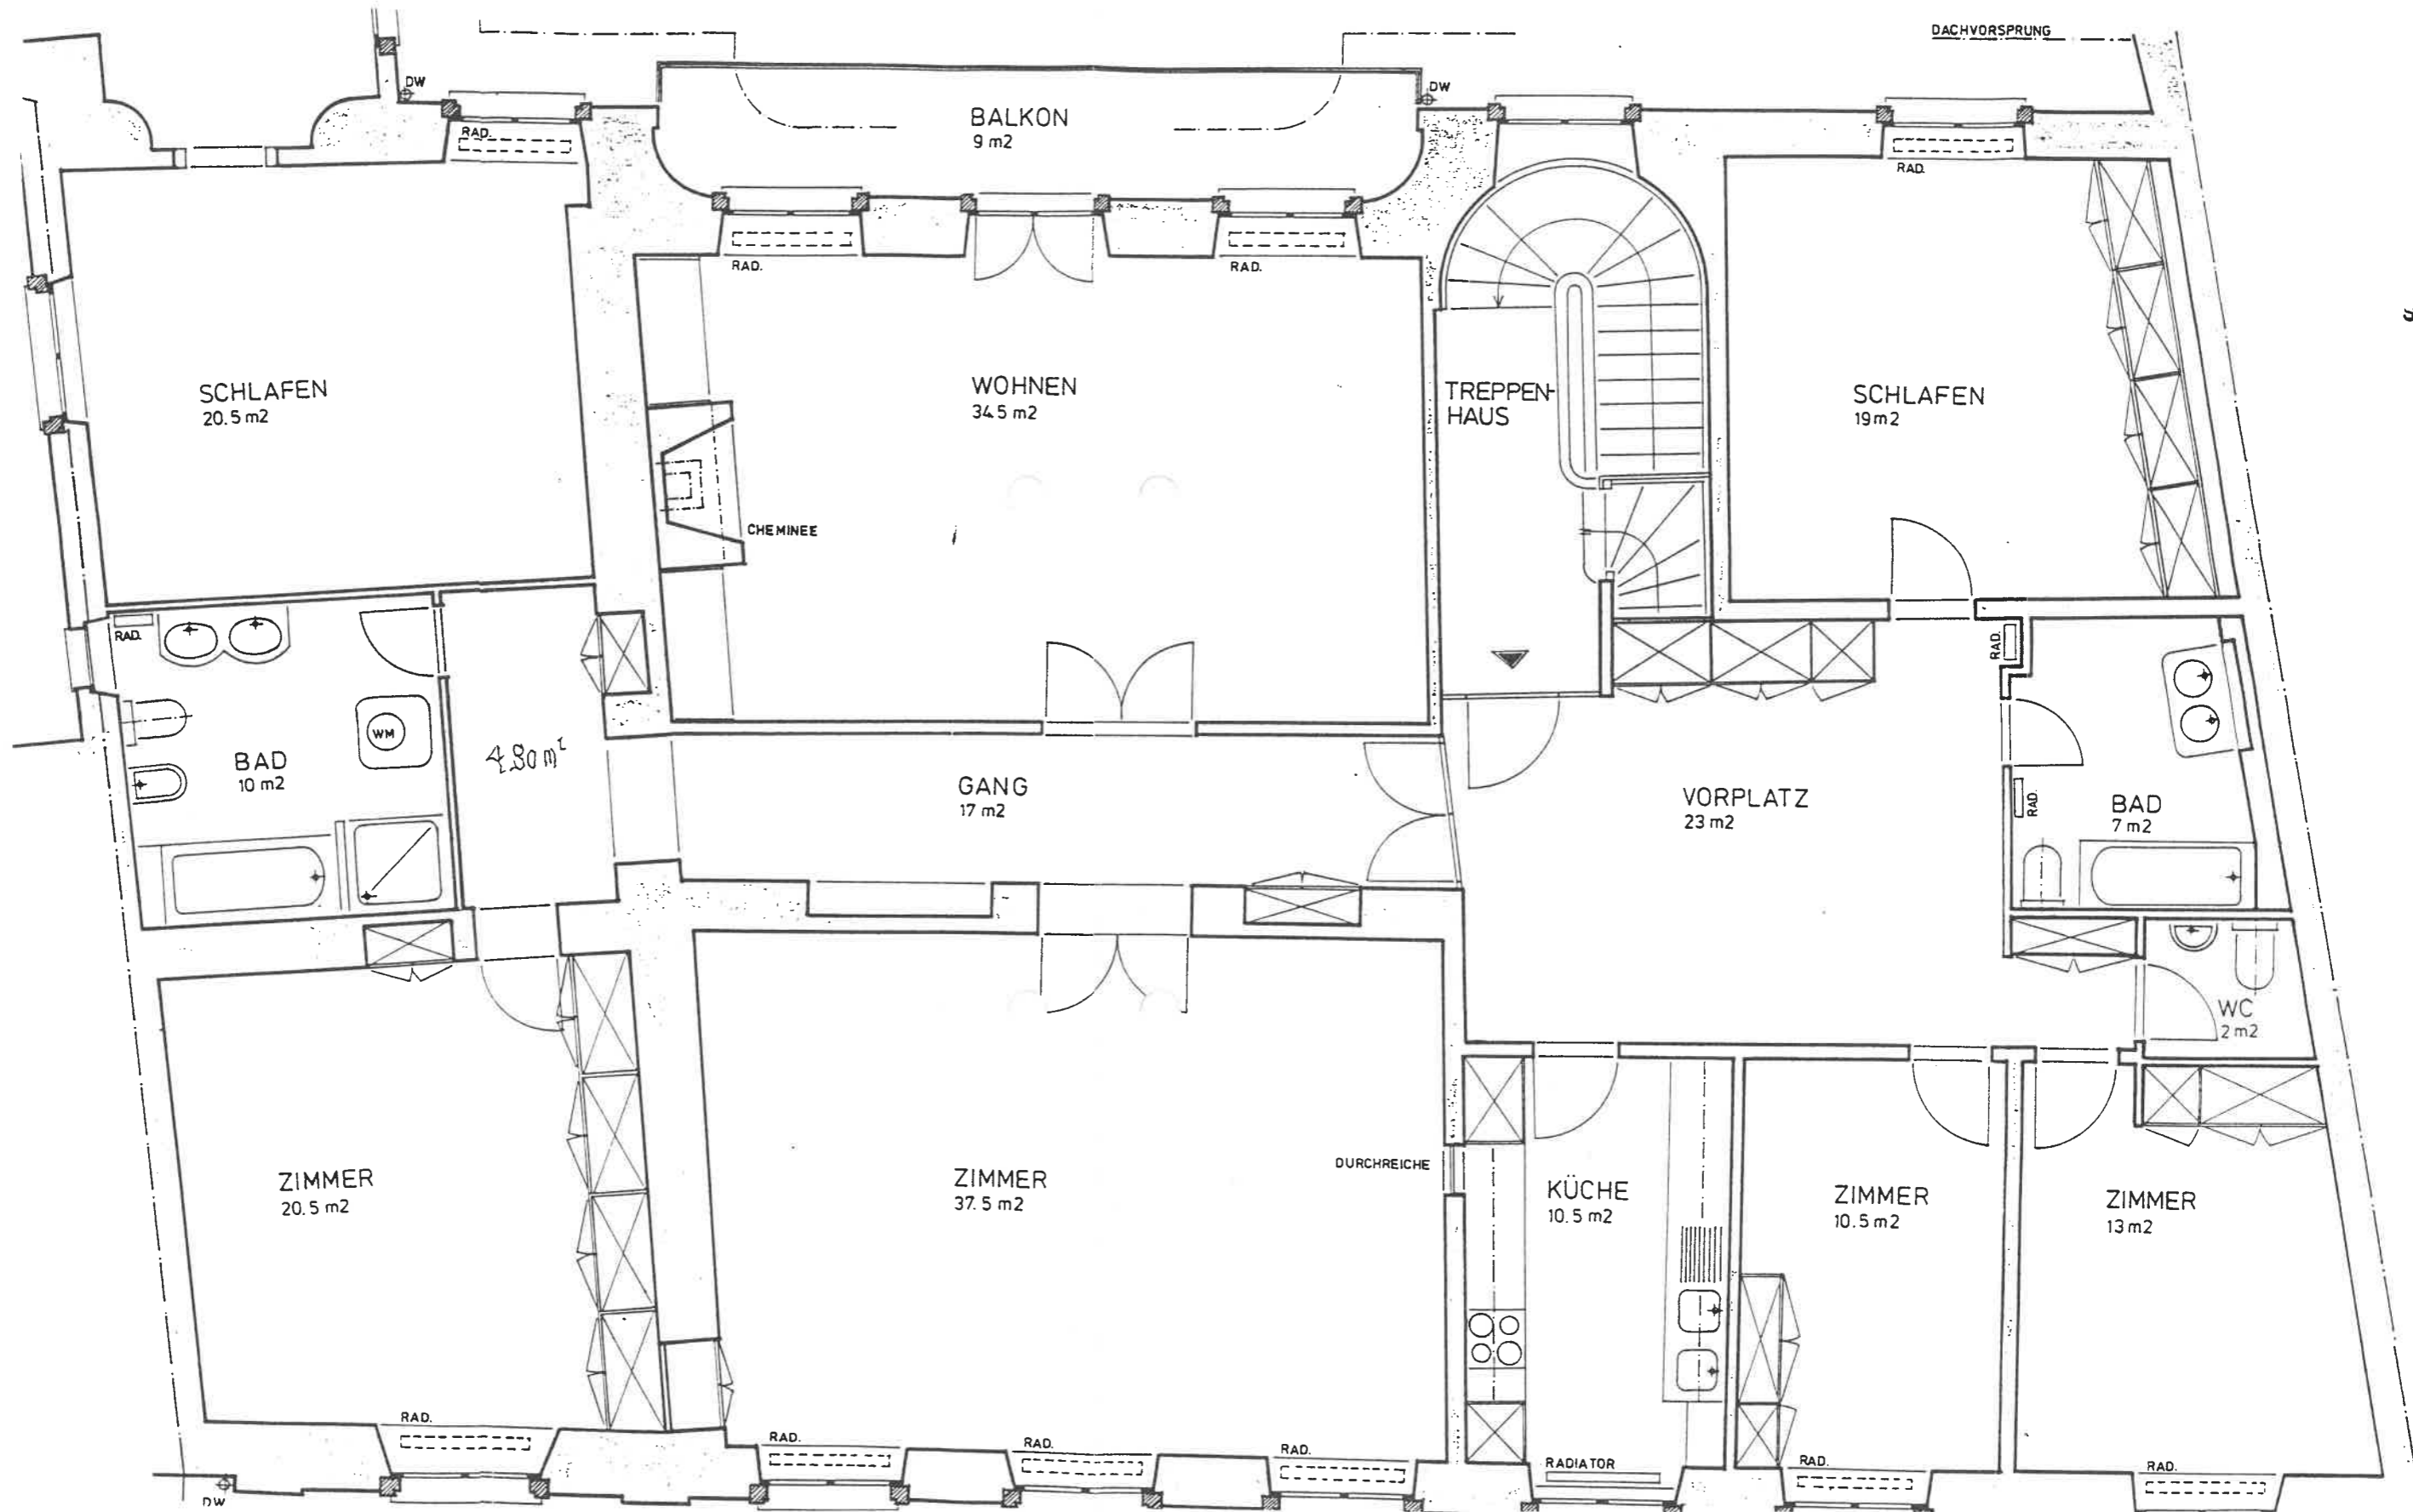 DACHVORSPRUNG
DW
DW
RAD.
BALKON
9 m2
RAD.
RAD.
RAD.
SCHLAFEN
20.5 m2
WOHNEN
34.5 m2
TREPPEN-
HAUS
SCHLAFEN
19 m2
CHEMINEE
RAD.
RAD.
WM
BAD
10 m2
4.80 m²
GANG
17 m2
VORPLATZ
23 m2
RAD.
BAD
7 m2
WC
2 m2
ZIMMER
20.5 m2
ZIMMER
37.5 m2
DURCHREICHE
KÜCHE
10.5 m2
ZIMMER
10.5 m2
ZIMMER
13 m2
RAD.
RAD.
RAD.
RAD.
RADIATOR
RAD.
RAD.
DW